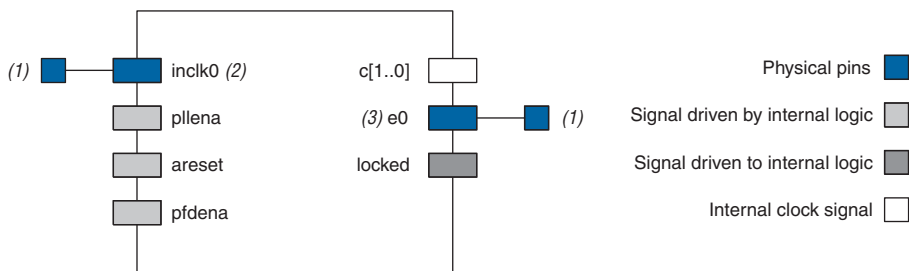 (1) inclk0 (2) c[1..0] Physical pins
pllena (3) e0 (1) Signal driven by internal logic
areset locked Signal driven to internal logic
pfdena Internal clock signal